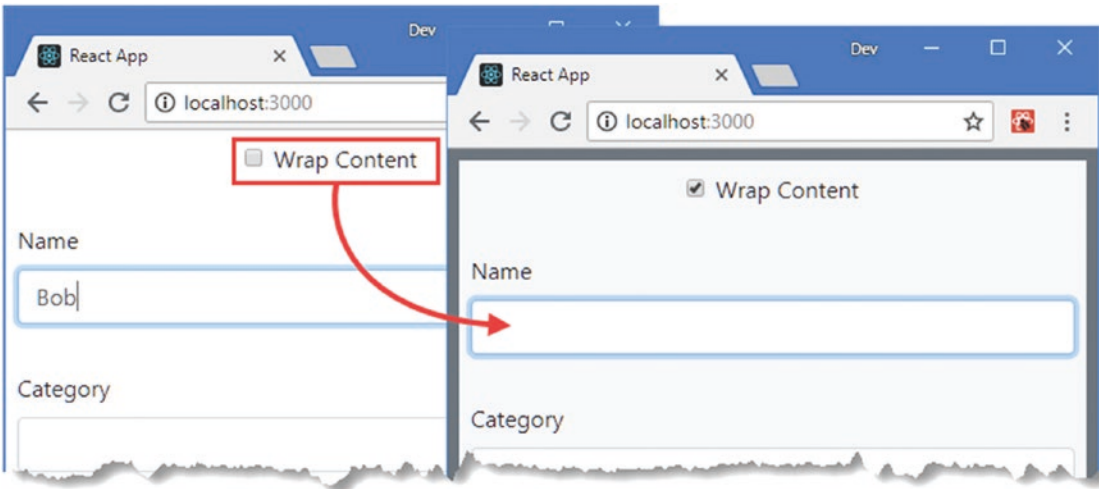 Dev
React App
localhost:3000
Wrap Content
Name
Bob
Category
Dev
React App
localhost:3000
Wrap Content
Name
Category